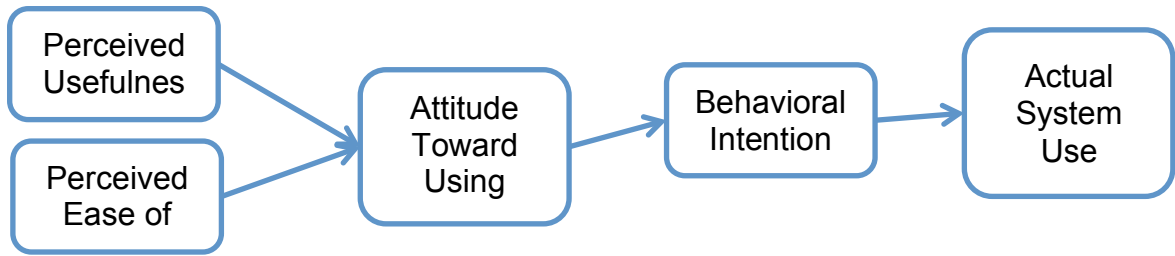 Perceived
Usefulnes
Perceived
Ease of
Attitude
Toward
Using
Behavioral
Intention
Actual
System
Use